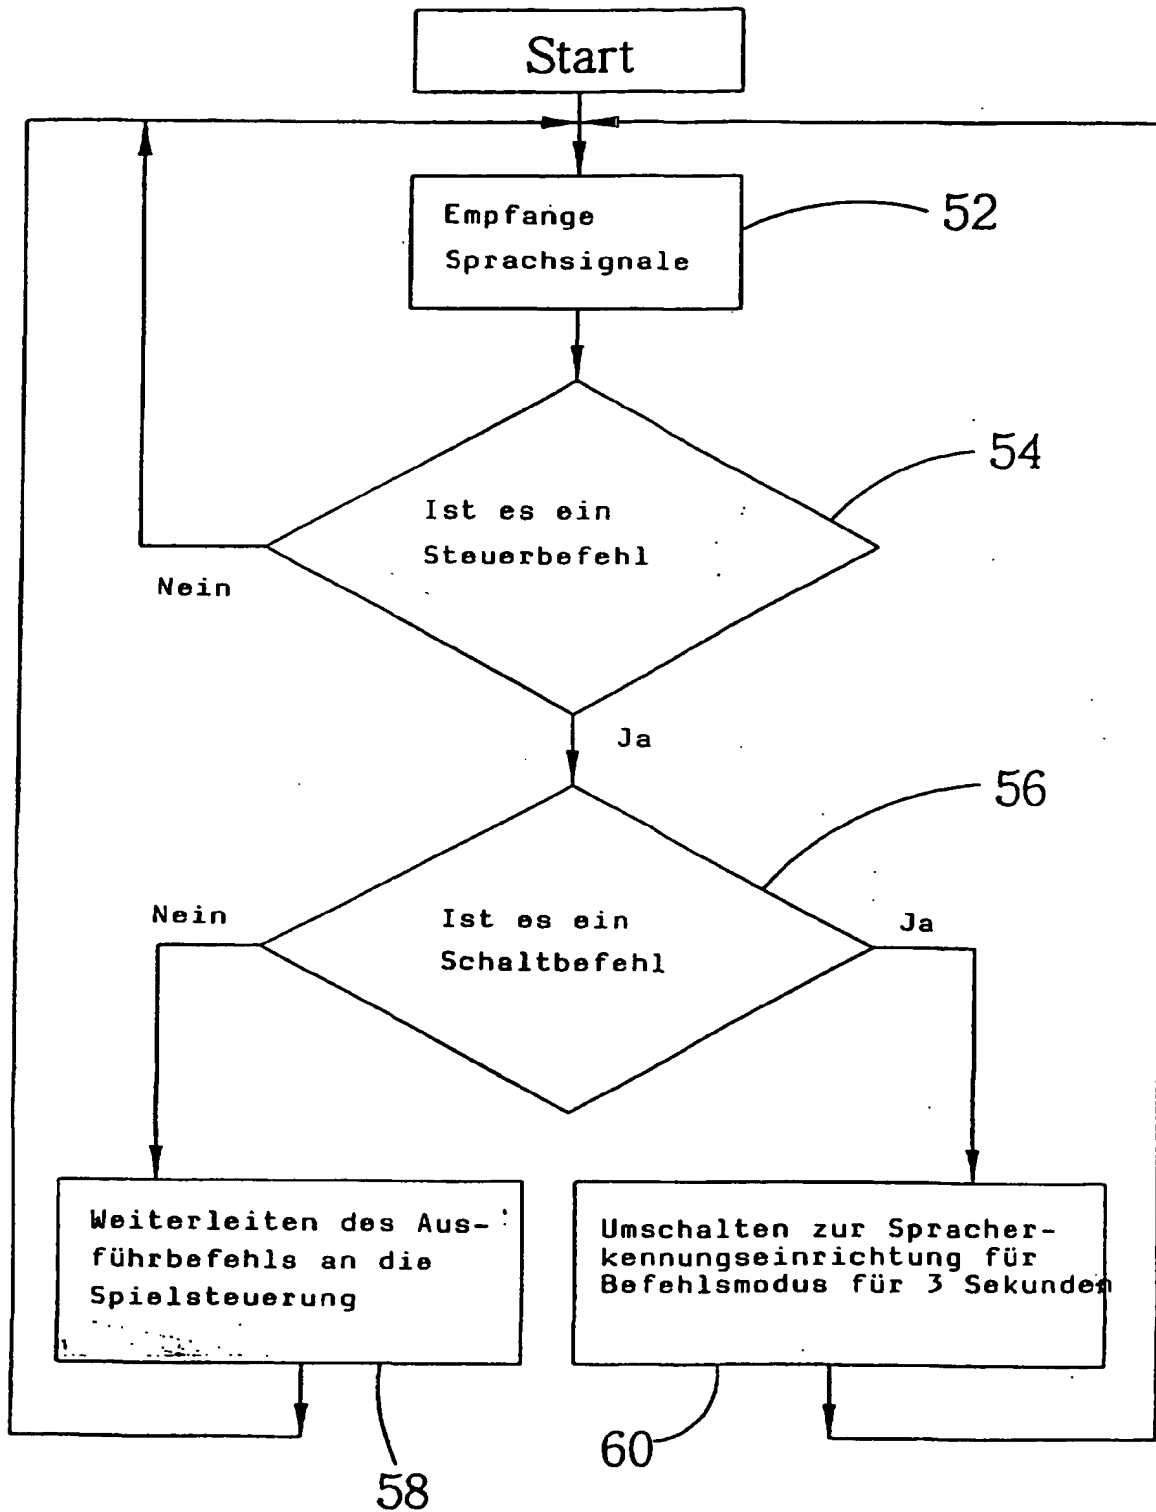 Start
Empfange
Sprachsignale
52
Ist es ein
Steuerbefehl
54
Nein
Ja
56
Nein
Ist es ein
Schaltbefehl
Ja
Weiterleiten des Aus-
führbefehls an die
Spielsteuerung
Umschalten zur Spracher-
kennungseinrichtung für
Befehlsmodus für 3 Sekunden
60
58